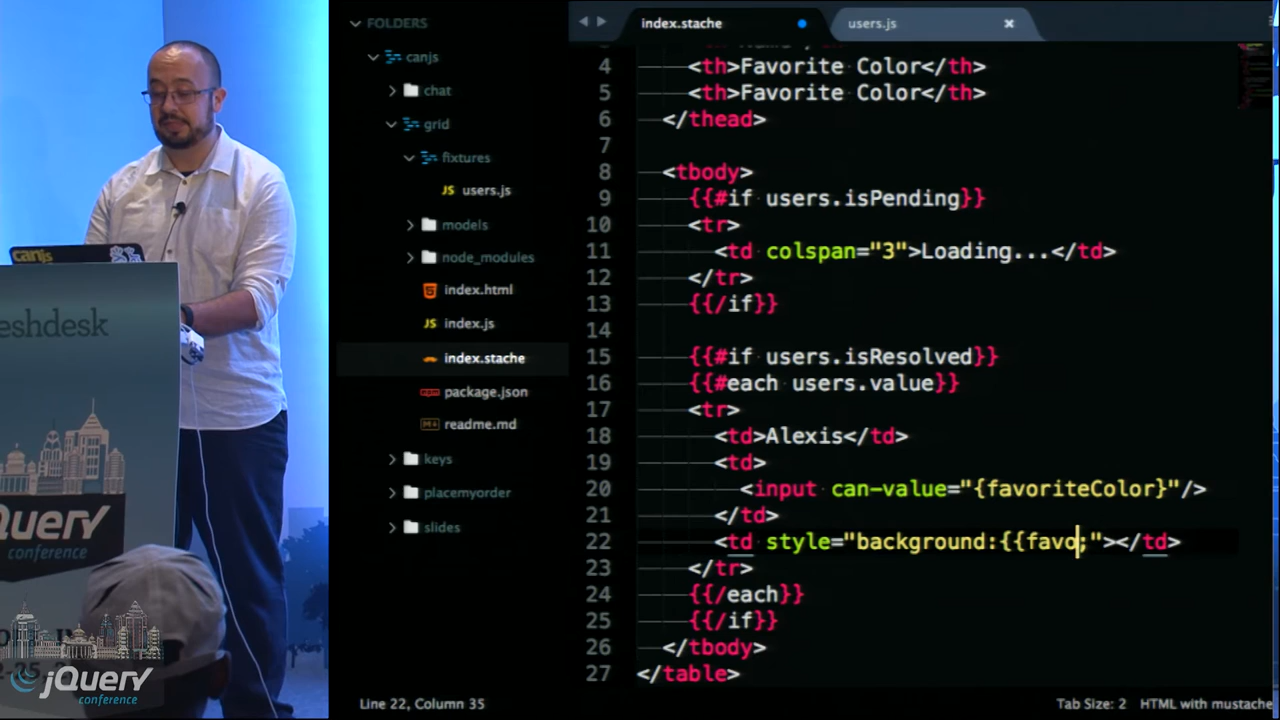 FOLDERS
canjs
chat
grid
fixtures
JS users.js
models
node_modules
index.html
JS index.js
index.stache
package.json
readme.md
keys
placemyorder
slides
index.stache
users.js
4 <th>Favorite Color</th>
5 <th>Favorite Color</th>
6 </thead>
7
8 <tbody>
9 {{#if users.isPending}}
10 <tr>
11 <td colspan="3">Loading...</td>
12 </tr>
13 {{/if}}
14
15 {{#if users.isResolved}}
16 {{#each users.value}}
17 <tr>
18 <td>Alexis</td>
19 <td>
20 <input can-value="{favoriteColor}"/>
21 </td>
22 <td style="background:{{favo;"></td>
23 </tr>
24 {{/each}}
25 {{/if}}
26 </tbody>
27 </table>
Line 22, Column 35
Tab Size: 2
HTML with mustache
canjs
eshdesk
Query
conference
jQuery
conference